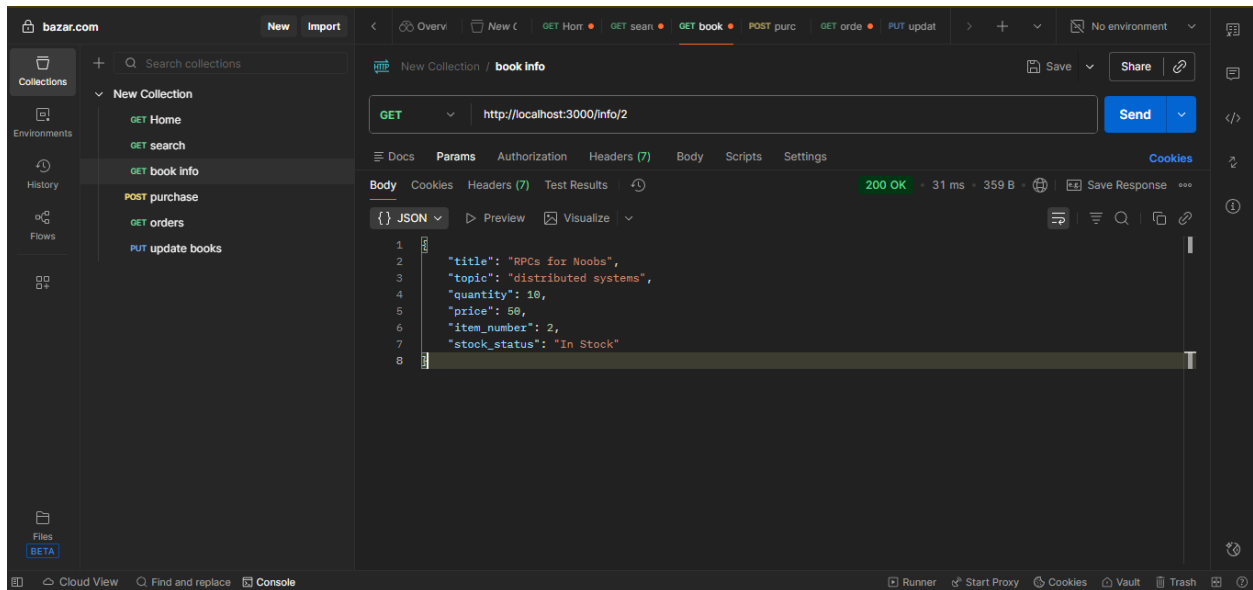 bazar.com New Import
Overvi New C GET Hom GET searc GET book POST purc GET orde PUT updat No environment
Collections
Search collections
HTTP New Collection / book info Save Share
New Collection
GET Home
GET search
GET book info
POST purchase
GET orders
PUT update books
Environments
History
Flows
Files
BETA
GET http://localhost:3000/info/2 Send
Docs Params Authorization Headers (7) Body Scripts Settings Cookies
Body Cookies Headers (7) Test Results 200 OK 31 ms 359 B e.g. Save Response
{} JSON Preview Visualize
1 {
2 "title": "RPCs for Noobs",
3 "topic": "distributed systems",
4 "quantity": 10,
5 "price": 50,
6 "item_number": 2,
7 "stock_status": "In Stock"
8 }
Cloud View Find and replace Console Runner Start Proxy Cookies Vault Trash